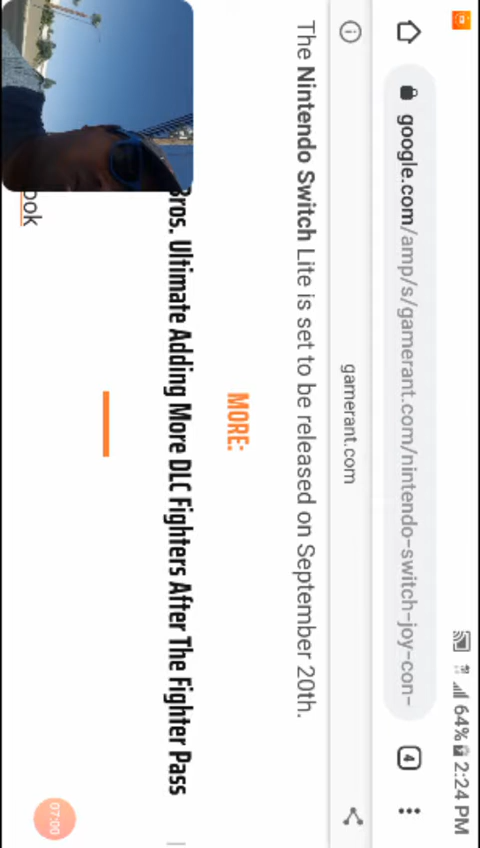 64% 2:24 PM
google.com/amp/s/gamerant.com/nintendo-switch-joy-con-
4
gamerant.com
The Nintendo Switch Lite is set to be released on September 20th.
MORE:
Bros. Ultimate Adding More DLC Fighters After The Fighter Pass
ook
07:00